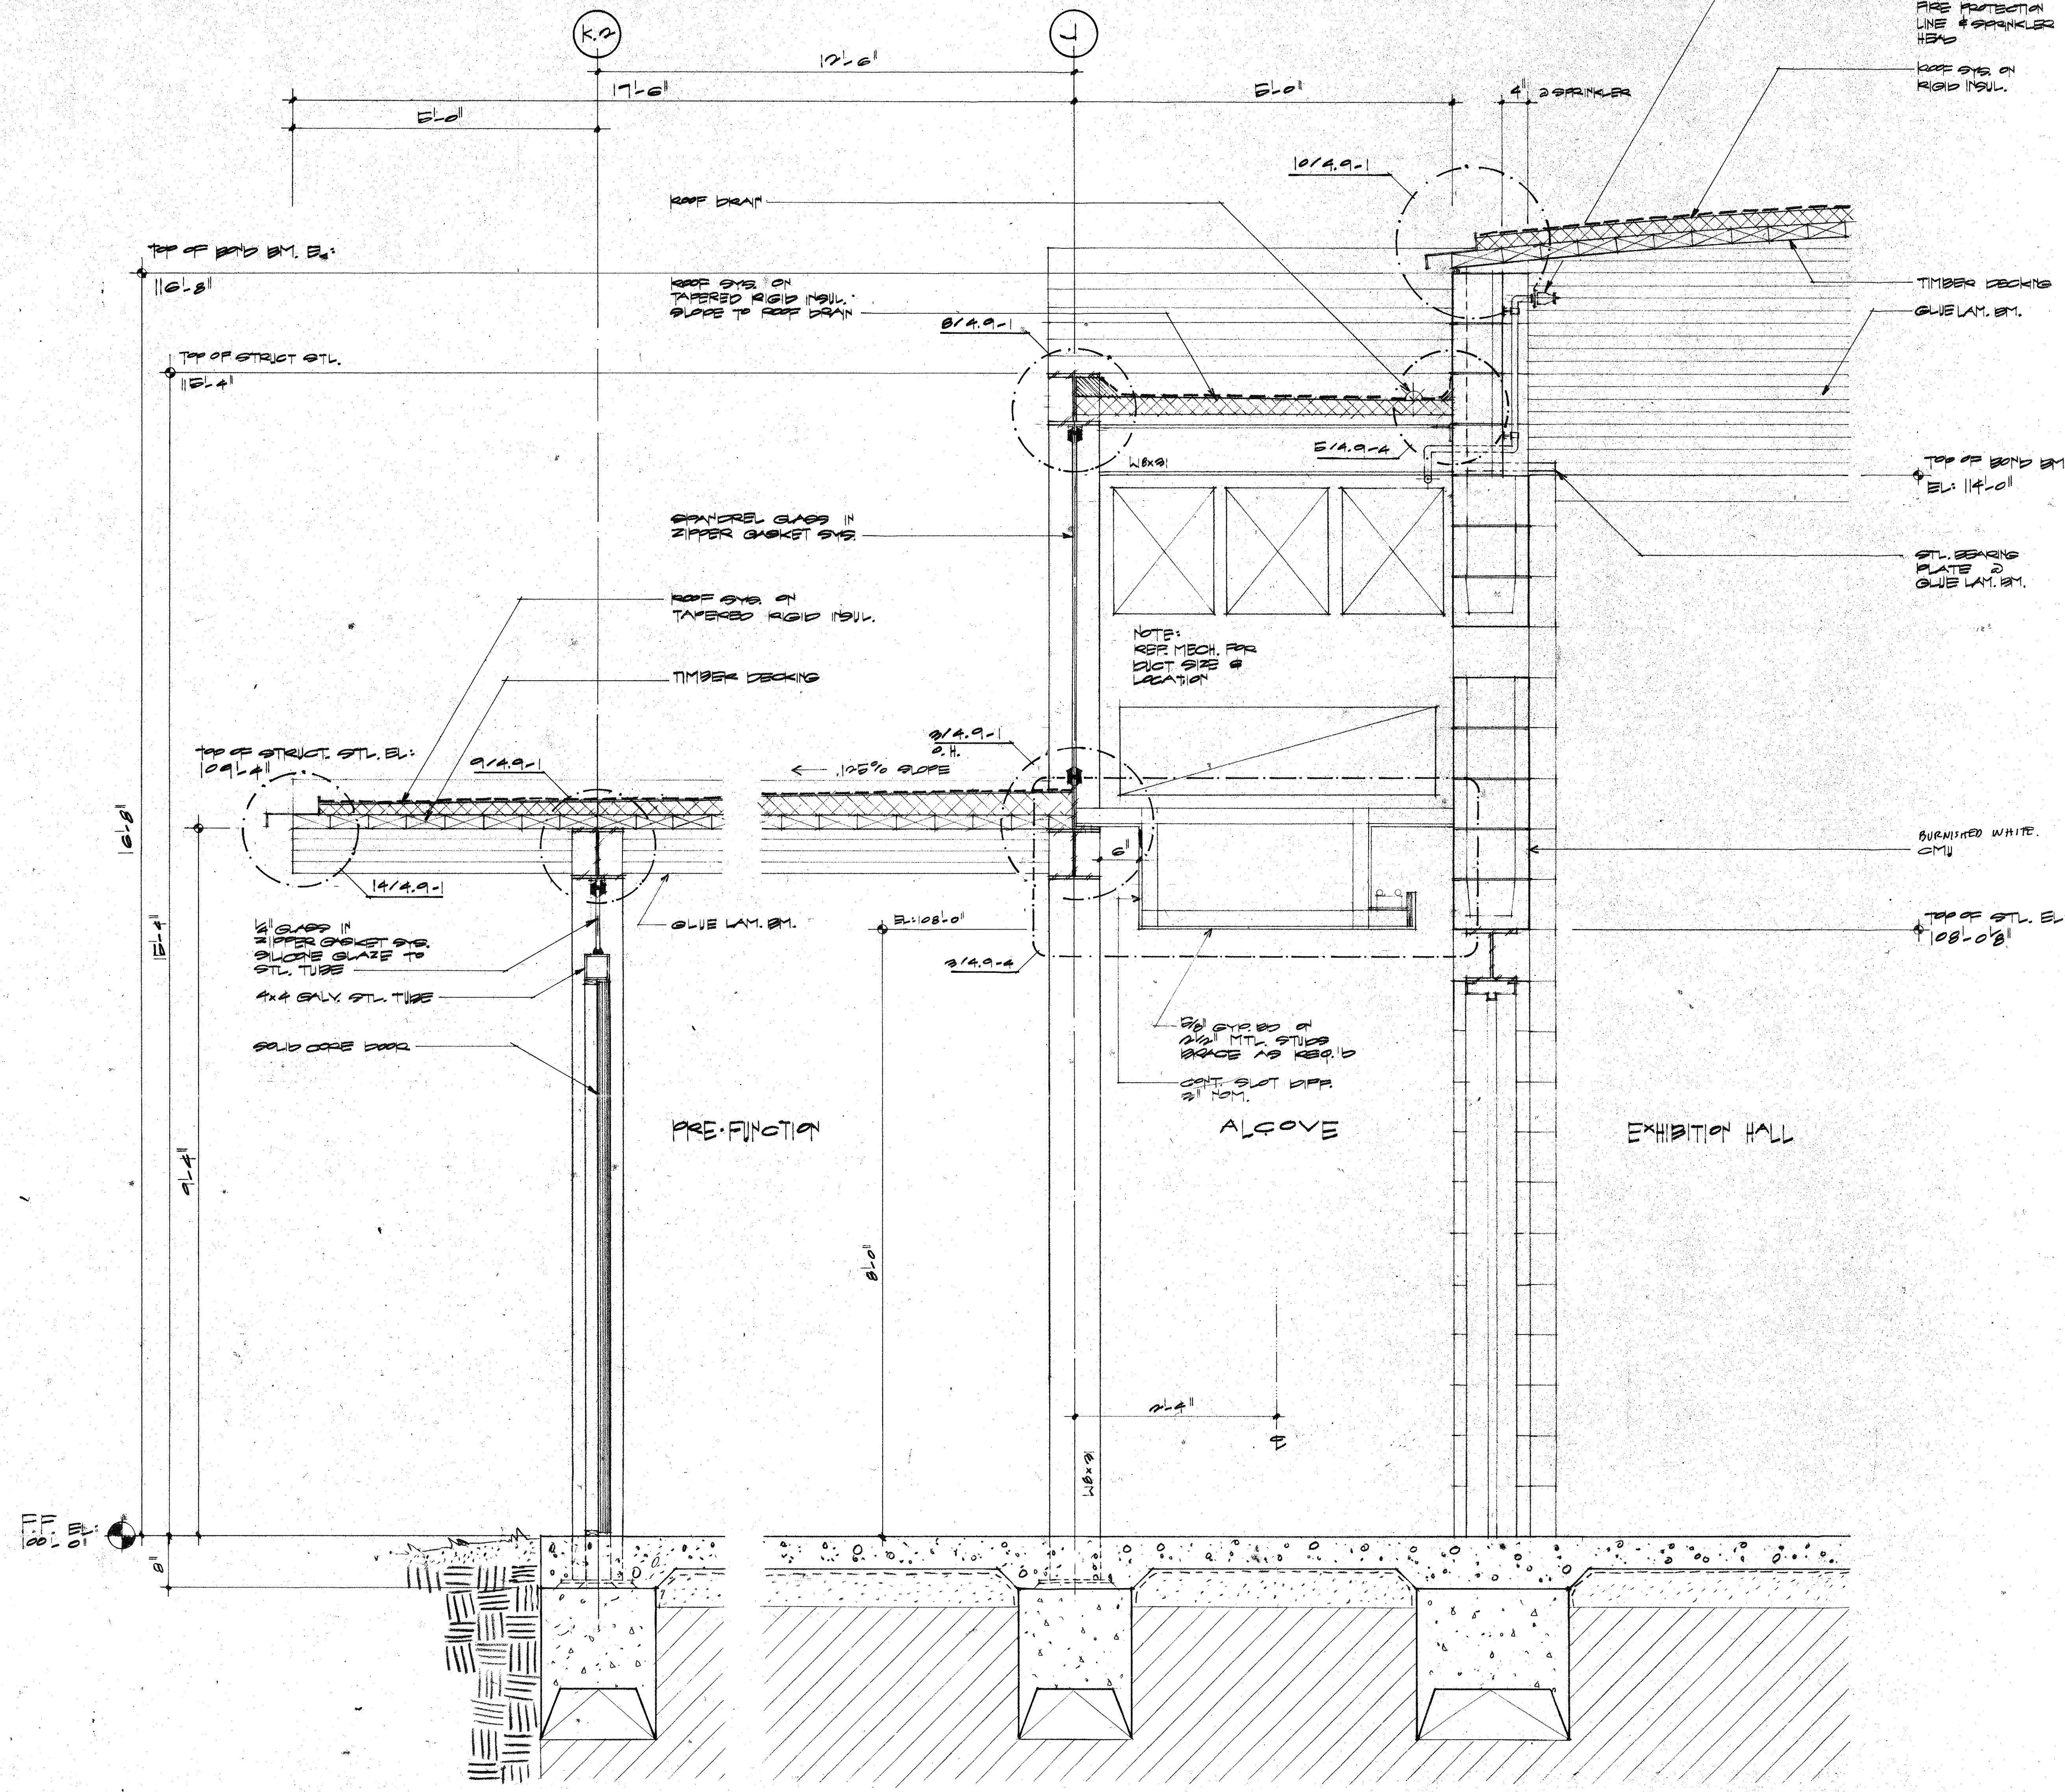 K.2
L
12'-6"
17'-6"
5'-0"
5'-0"
4" @ SPRINKLER
FIRE PROTECTION
LINE & SPRINKLER
HEAD
ROOF SYS. ON
RIGID INSUL.
10/4.9-1
ROOF DRAIN
TOP OF BOND BM. EL:
116'-8"
ROOF SYS. ON
TAPERED RIGID INSUL.
SLOPE TO ROOF DRAIN
8/4.9-1
TIMBER DECKING
GLUE LAM. BM.
TOP OF STRUCT STL.
115'-4"
5/4.9-4
W8x31
TOP OF BOND BM
EL: 114'-0"
SPANDREL GLASS IN
ZIPPER GASKET SYS.
STL. BEARING
PLATE @
GLUE LAM. BM.
ROOF SYS. ON
TAPERED RIGID INSUL.
NOTE:
REF. MECH. FOR
DUCT SIZE &
LOCATION
TIMBER DECKING
TOP OF STRUCT. STL. EL:
109'-4"
9/4.9-1
3/4.9-1
O.H.
.125% SLOPE
16'-8"
15'-4"
9'-4"
6"
BURNISHED WHITE.
CMU
14/4.9-1
1/4" GLASS IN
ZIPPER GASKET SYS.
SILICONE GLAZE TO
STL. TUBE
GLUE LAM. BM.
EL: 108'-0"
TOP OF STL. EL
108'-0 8"
3/4.9-4
4x4 GALV. STL. TUBE
SOLID CORE DOOR
5/8" GYP. BD ON
2 1/2" MTL. STUDS
BRACE AS REQ.'D
CONT. SLOT DIFF.
2" NOM.
PRE-FUNCTION
ALCOVE
EXHIBITION HALL
8'-0"
2'-4"
W8x31
F.F. EL:
100'-0"
8"